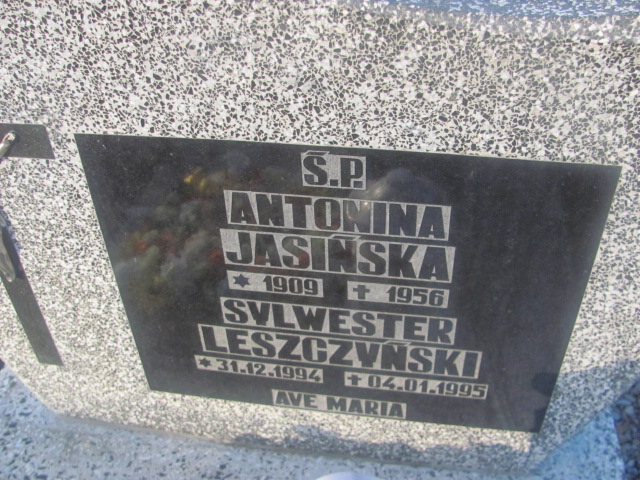 Ś.P.
ANTONINA
JASIŃSKA
* 1909 ✝ 1956
SYLWESTER
LESZCZYŃSKI
* 31.12.1994 ✝ 04.01.1995
AVE MARIA